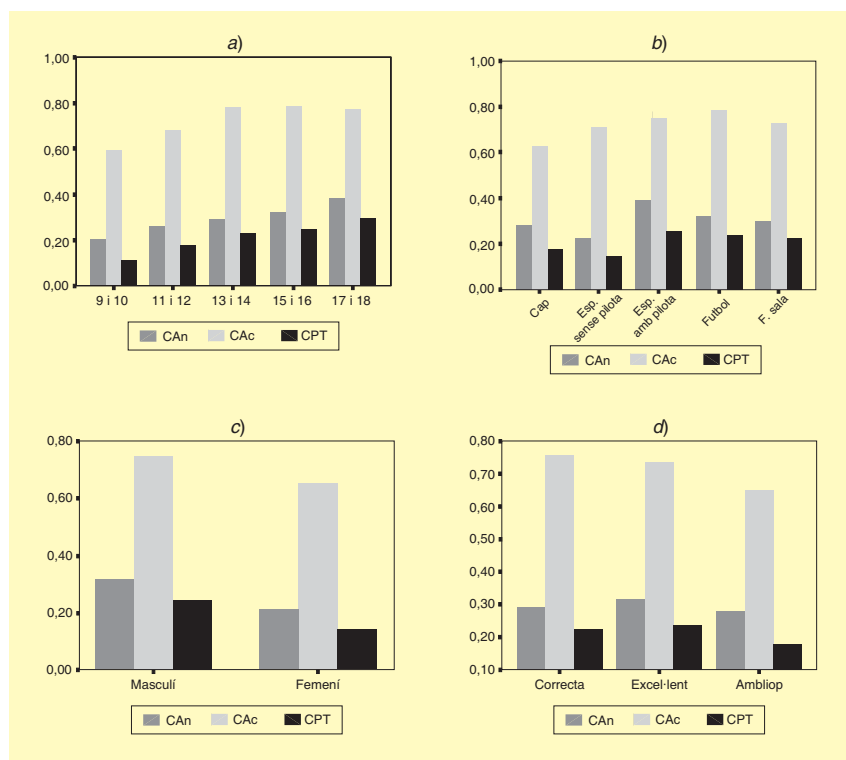 a)
1,00
0,80
0,60
0,40
0,20
0,00
9 i 10 11 i 12 13 i 14 15 i 16 17 i 18
CAn CAc CPT
b)
1,00
0,80
0,60
0,40
0,20
0,00
Cap
Esp.
sense pilota
Esp.
amb pilota
Futbol
F. sala
CAn CAc CPT
c)
0,80
0,60
0,40
0,20
0,00
Masculí Femení
CAn CAc CPT
d)
0,80
0,70
0,60
0,50
0,40
0,30
0,20
0,10
Correcta Excel·lent Ambliop
CAn CAc CPT